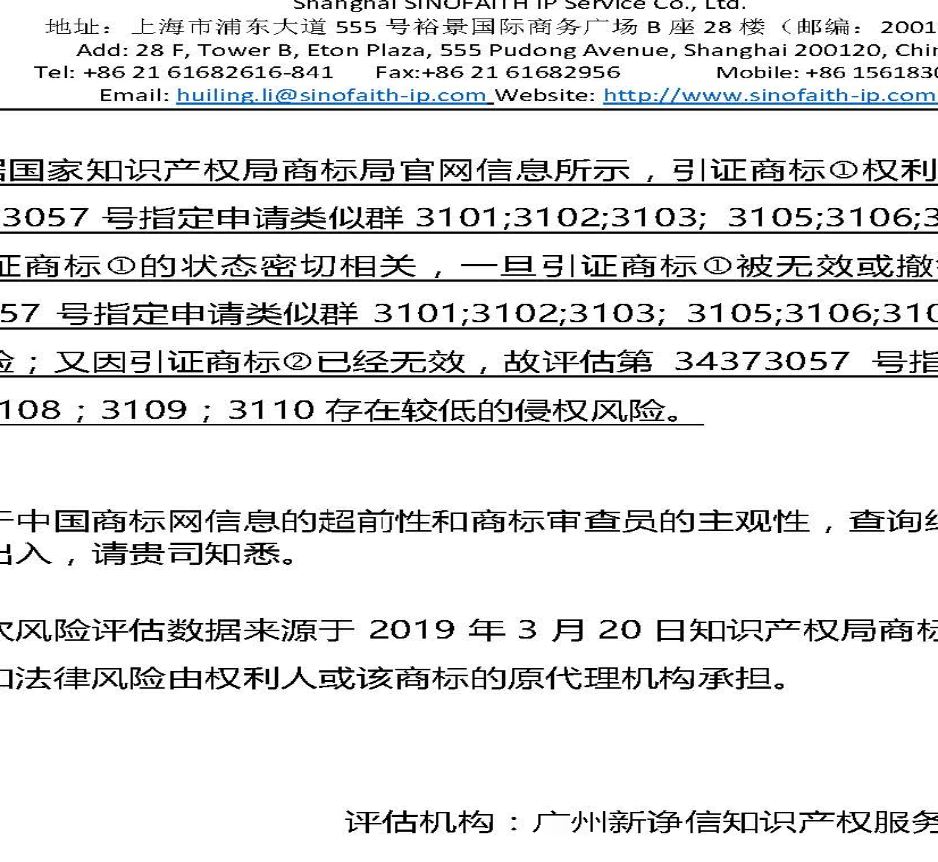 Shanghai SINOFAITH IP Service Co., Ltd.
地址：上海市浦东大道 555 号裕景国际商务广场 B 座 28 楼（邮编：2001
Add: 28 F, Tower B, Eton Plaza, 555 Pudong Avenue, Shanghai 200120, Chin
Tel: +86 21 61682616-841 Fax:+86 21 61682956 Mobile: +86 1561830
Email: huiling.li@sinofaith-ip.com Website: http://www.sinofaith-ip.com
据国家知识产权局商标局官网信息所示，引证商标①权利
3057 号指定申请类似群 3101;3102;3103; 3105;3106;3
证商标①的状态密切相关，一旦引证商标①被无效或撤
57 号指定申请类似群 3101;3102;3103; 3105;3106;310
险；又因引证商标②已经无效，故评估第 34373057 号指
108；3109；3110 存在较低的侵权风险。
于中国商标网信息的超前性和商标审查员的主观性，查询结
出入，请贵司知悉。
次风险评估数据来源于 2019 年 3 月 20 日知识产权局商标
和法律风险由权利人或该商标的原代理机构承担。
评估机构：广州新诤信知识产权服务